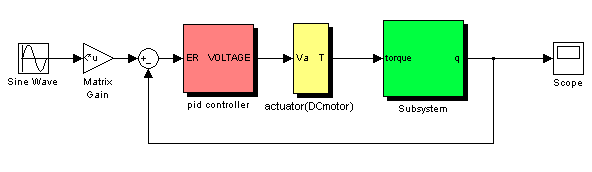 *u
ER VOLTAGE
Va T
torque q
Sine Wave
Matrix
Gain
pid controller
actuator(DCmotor)
Subsystem
Scope